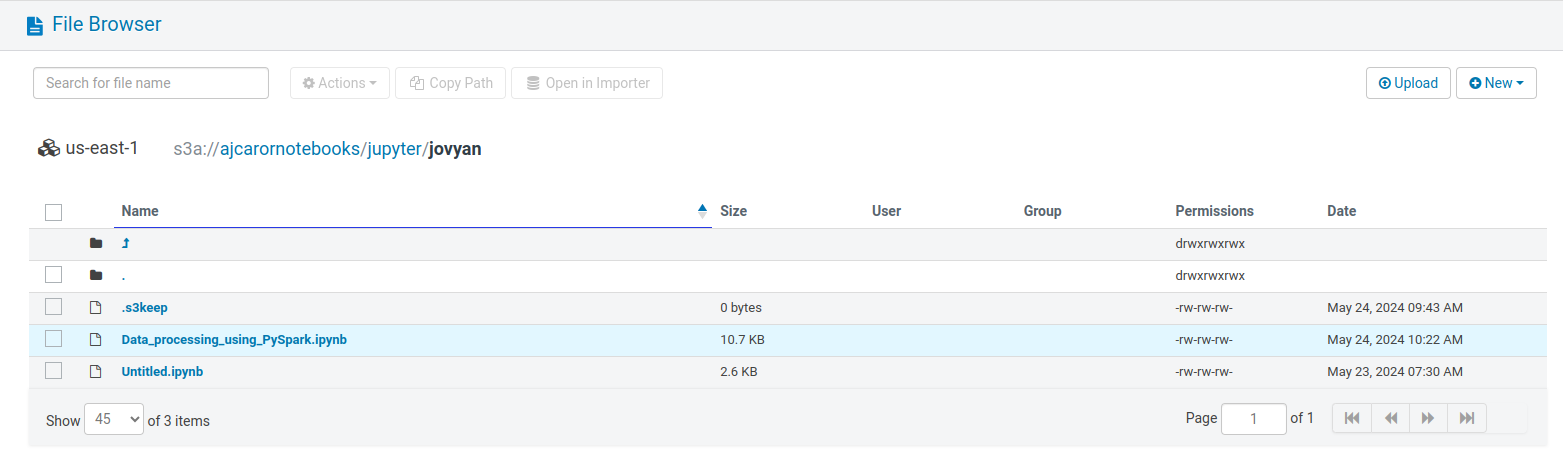 File Browser
Search for file name Actions Copy Path Open in Importer Upload New
us-east-1 s3a://ajcarornotebooks/jupyter/jovyan
Name Size User Group Permissions Date
drwxrwxrwx
. drwxrwxrwx
.s3keep 0 bytes -rw-rw-rw- May 24, 2024 09:43 AM
Data_processing_using_PySpark.ipynb 10.7 KB -rw-rw-rw- May 24, 2024 10:22 AM
Untitled.ipynb 2.6 KB -rw-rw-rw- May 23, 2024 07:30 AM
Show 45 of 3 items Page 1 of 1